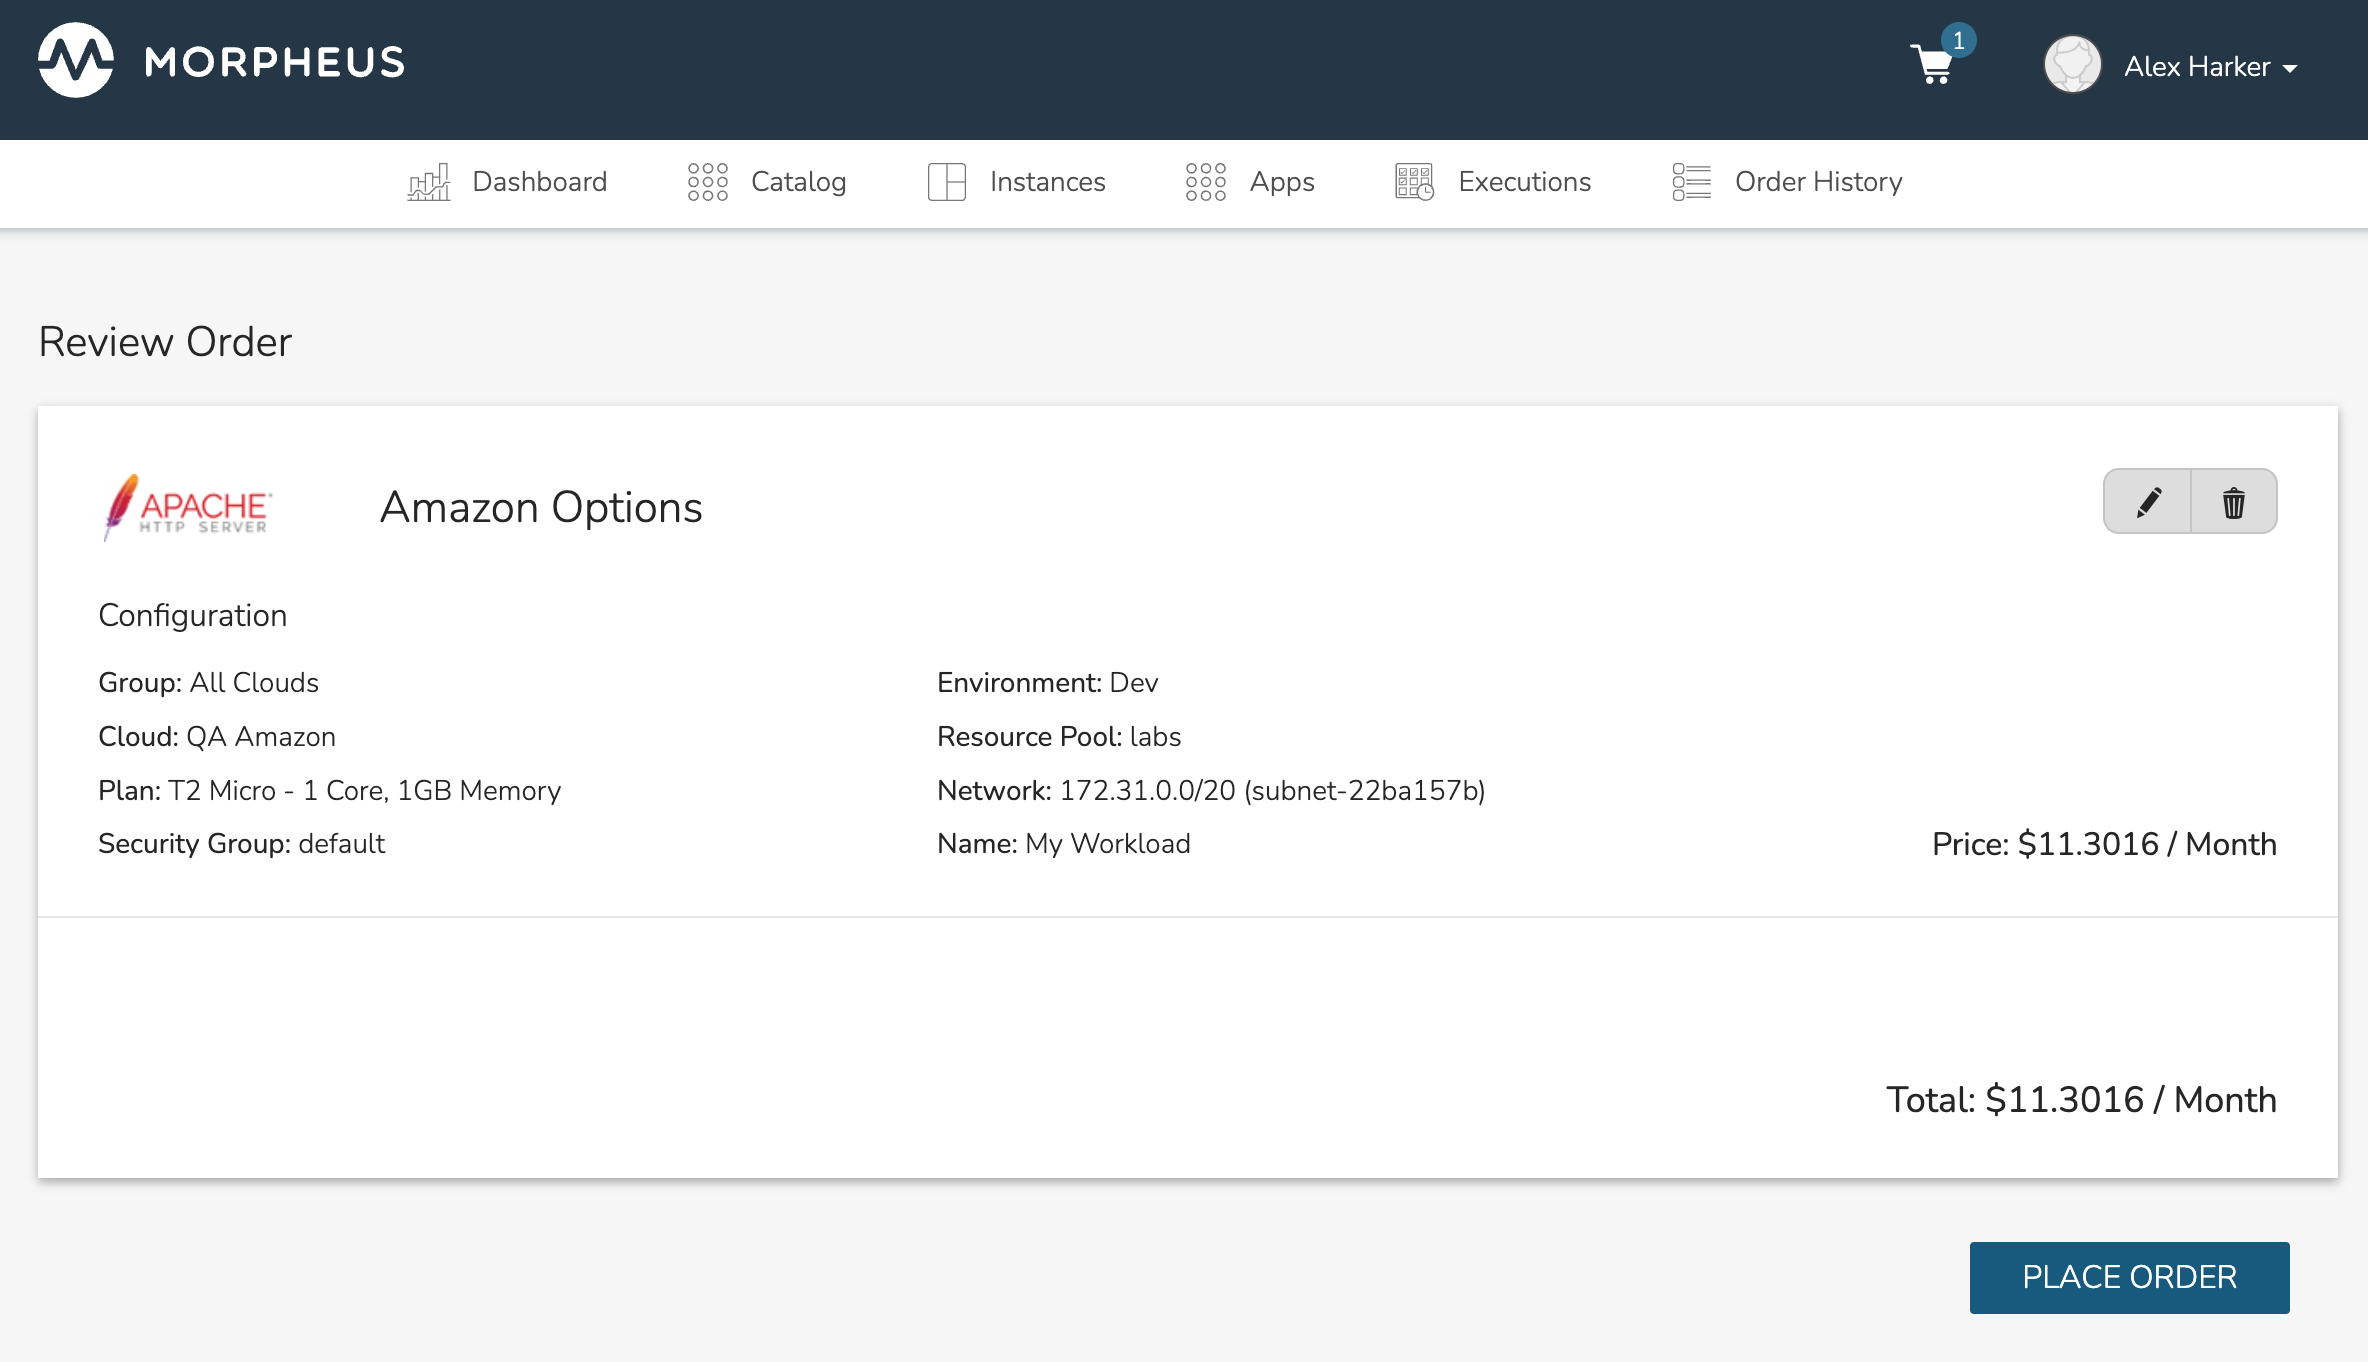 MORPHEUS
1
Alex Harker
Dashboard
Catalog
Instances
Apps
Executions
Order History
Review Order
APACHE
HTTP SERVER
Amazon Options
Configuration
Group: All Clouds
Environment: Dev
Cloud: QA Amazon
Resource Pool: labs
Plan: T2 Micro - 1 Core, 1GB Memory
Network: 172.31.0.0/20 (subnet-22ba157b)
Security Group: default
Name: My Workload
Price: $11.3016 / Month
Total: $11.3016 / Month
PLACE ORDER